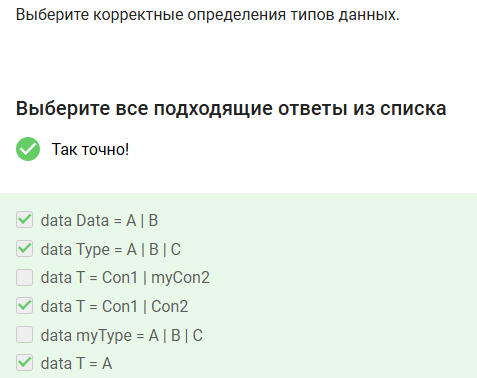 Выберите корректные определения типов данных.
Выберите все подходящие ответы из списка
Так точно!
data Data = A | B
data Type = A | B | C
data T = Con1 | myCon2
data T = Con1 | Con2
data myType = A | B | C
data T = A